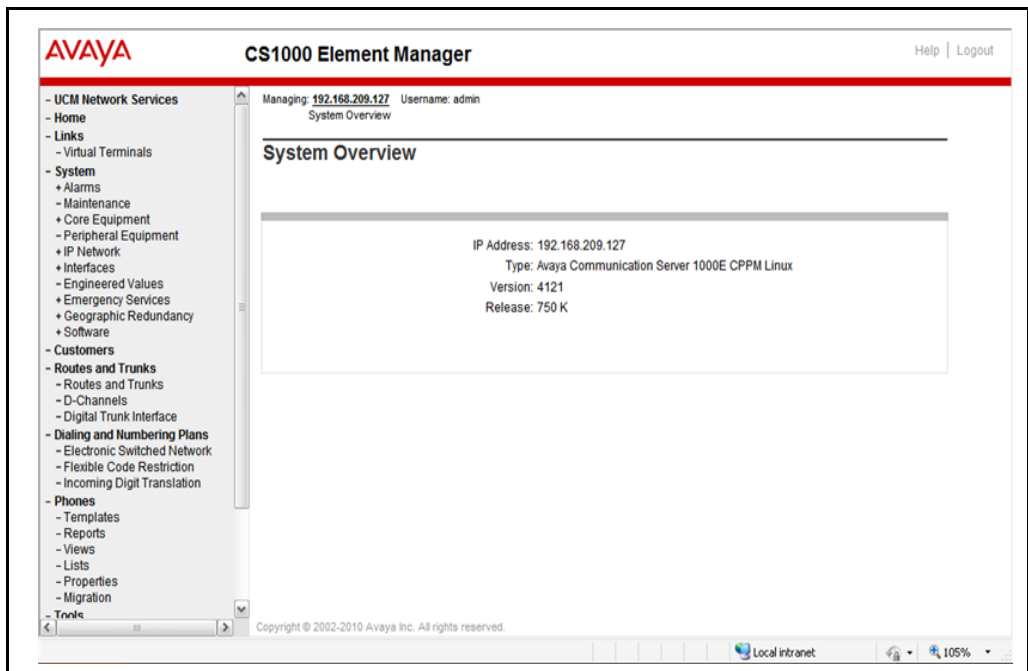 AVAYA
CS1000 Element Manager
Help | Logout
- UCM Network Services
- Home
- Links
- Virtual Terminals
- System
+ Alarms
- Maintenance
+ Core Equipment
- Peripheral Equipment
+ IP Network
+ Interfaces
- Engineered Values
+ Emergency Services
+ Geographic Redundancy
+ Software
- Customers
- Routes and Trunks
- Routes and Trunks
- D-Channels
- Digital Trunk Interface
- Dialing and Numbering Plans
- Electronic Switched Network
- Flexible Code Restriction
- Incoming Digit Translation
- Phones
- Templates
- Reports
- Views
- Lists
- Properties
- Migration
- Tools
Managing: 192.168.209.127 Username: admin
System Overview
System Overview
IP Address: 192.168.209.127
Type: Avaya Communication Server 1000E CPPM Linux
Version: 4121
Release: 750 K
Copyright © 2002-2010 Avaya Inc. All rights reserved.
Local intranet
105%